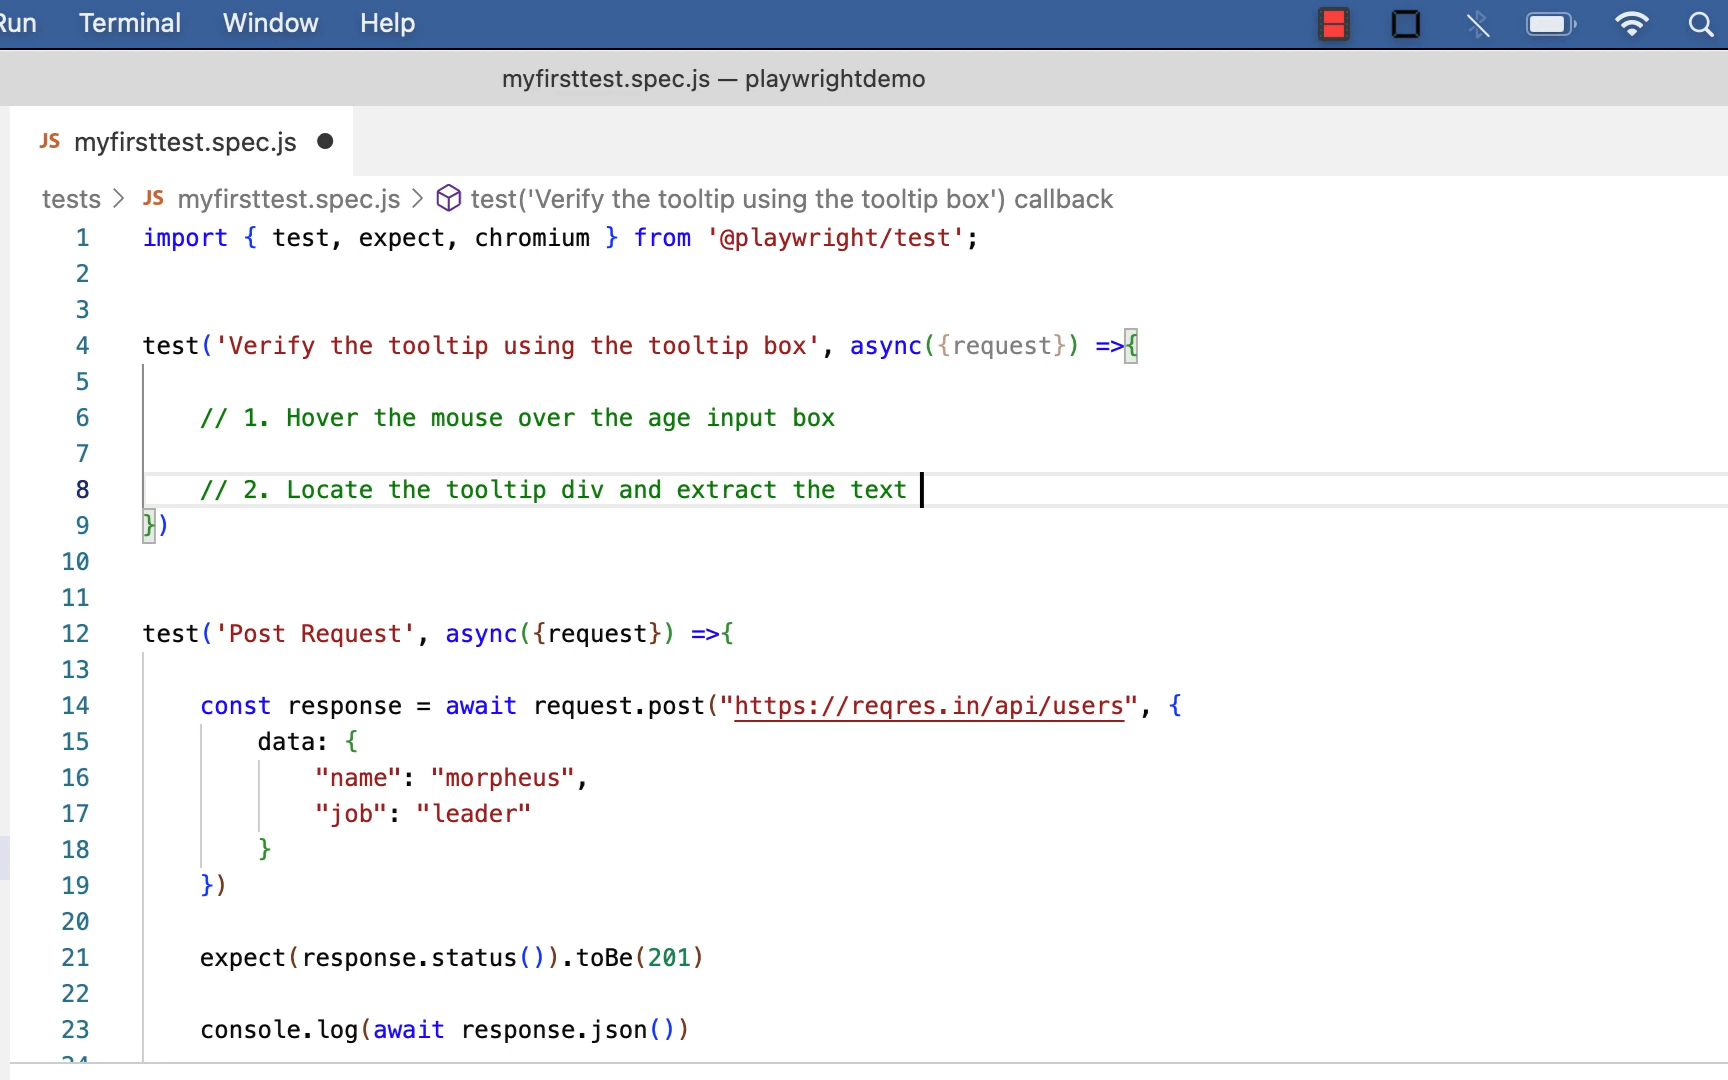 Run Terminal Window Help
myfirsttest.spec.js — playwrightdemo
JS myfirsttest.spec.js
tests > JS myfirsttest.spec.js > test('Verify the tooltip using the tooltip box') callback
1 import { test, expect, chromium } from '@playwright/test';
2
3
4 test('Verify the tooltip using the tooltip box', async({request}) =>{
5
6 // 1. Hover the mouse over the age input box
7
8 // 2. Locate the tooltip div and extract the text
9 })
10
11
12 test('Post Request', async({request}) =>{
13
14 const response = await request.post("https://reqres.in/api/users", {
15 data: {
16 "name": "morpheus",
17 "job": "leader"
18 }
19 })
20
21 expect(response.status()).toBe(201)
22
23 console.log(await response.json())
24